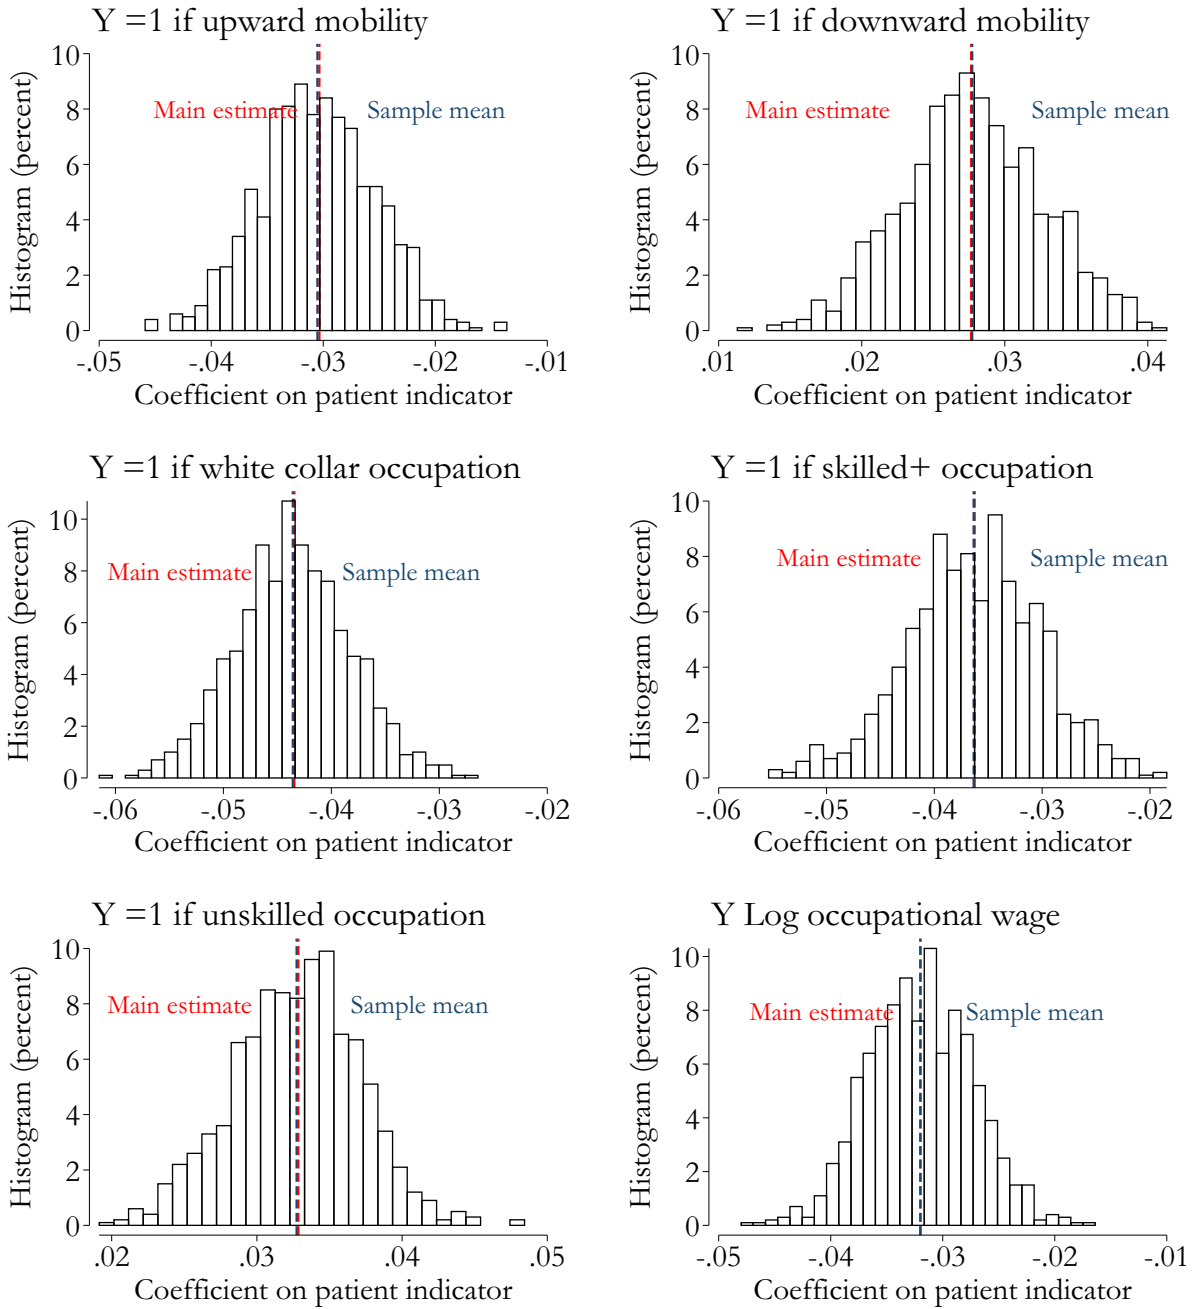 Y =1 if upward mobility
Histogram (percent)
10
8
6
4
2
0
Main estimate
Sample mean
-.05 -.04 -.03 -.02 -.01
Coefficient on patient indicator
Y =1 if downward mobility
Histogram (percent)
10
8
6
4
2
0
Main estimate
Sample mean
.01 .02 .03 .04
Coefficient on patient indicator
Y =1 if white collar occupation
Histogram (percent)
10
8
6
4
2
0
Main estimate
Sample mean
-.06 -.05 -.04 -.03 -.02
Coefficient on patient indicator
Y =1 if skilled+ occupation
Histogram (percent)
10
8
6
4
2
0
Main estimate
Sample mean
-.06 -.05 -.04 -.03 -.02
Coefficient on patient indicator
Y =1 if unskilled occupation
Histogram (percent)
10
8
6
4
2
0
Main estimate
Sample mean
.02 .03 .04 .05
Coefficient on patient indicator
Y Log occupational wage
Histogram (percent)
10
8
6
4
2
0
Main estimate
Sample mean
-.05 -.04 -.03 -.02 -.01
Coefficient on patient indicator